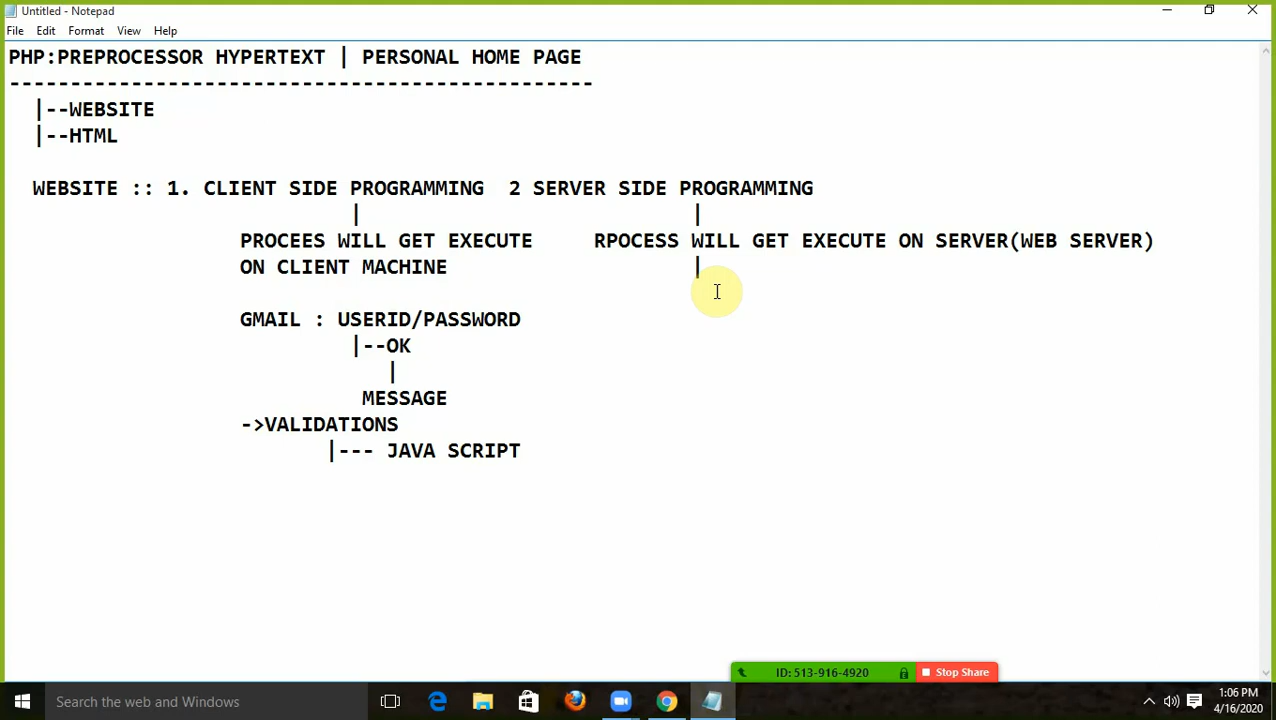 Untitled - Notepad
File Edit Format View Help
PHP:PREPROCESSOR HYPERTEXT | PERSONAL HOME PAGE
------------------------------------------------
|--WEBSITE
|--HTML
WEBSITE :: 1. CLIENT SIDE PROGRAMMING 2 SERVER SIDE PROGRAMMING
| |
PROCEES WILL GET EXECUTE RPOCESS WILL GET EXECUTE ON SERVER(WEB SERVER)
ON CLIENT MACHINE |
GMAIL : USERID/PASSWORD
|--OK
|
MESSAGE
->VALIDATIONS
|--- JAVA SCRIPT
ID: 513-916-4920 Stop Share
Search the web and Windows
1:06 PM
4/16/2020